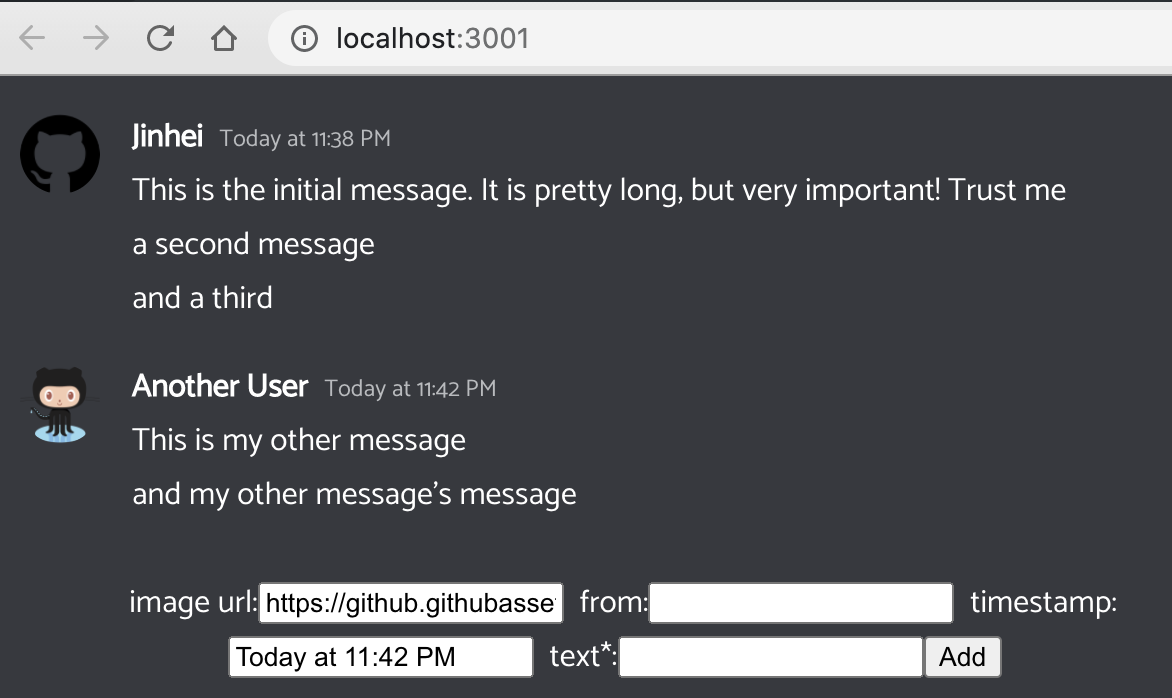 localhost:3001
Jinhei Today at 11:38 PM
This is the initial message. It is pretty long, but very important! Trust me
a second message
and a third
Another User Today at 11:42 PM
This is my other message
and my other message's message
image url: https://github.githubasse from: timestamp:
Today at 11:42 PM text*: Add